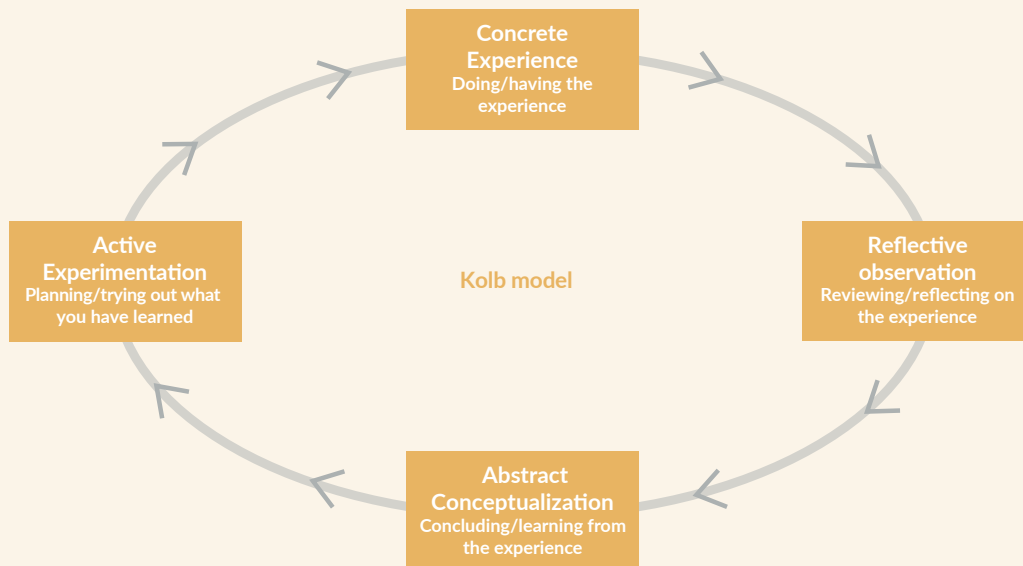 Concrete
Experience
Doing/having the
experience
Active
Experimentation
Planning/trying out what
you have learned
Kolb model
Reflective
observation
Reviewing/reflecting on
the experience
Abstract
Conceptualization
Concluding/learning from
the experience